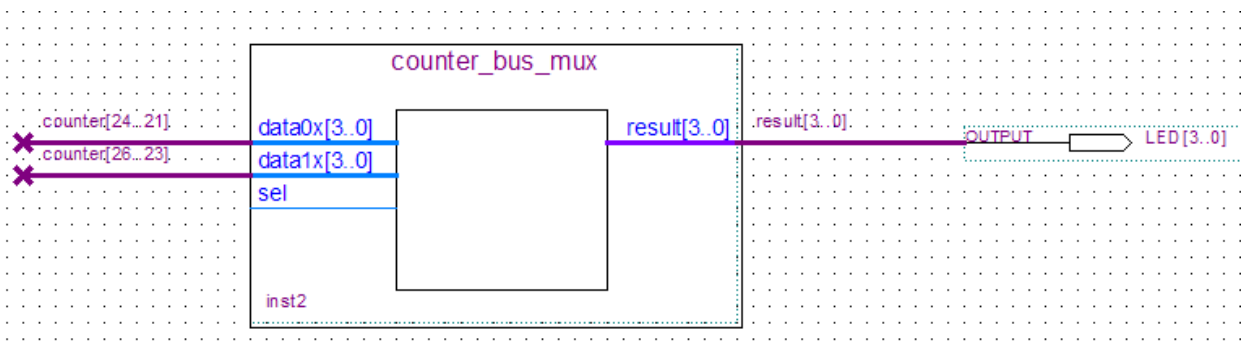 counter_bus_mux
counter[24...21]
data0x[3..0]
result[3..0]
result[3..0]
OUTPUT
LED[3..0]
counter[26...23]
data1x[3..0]
sel
inst2